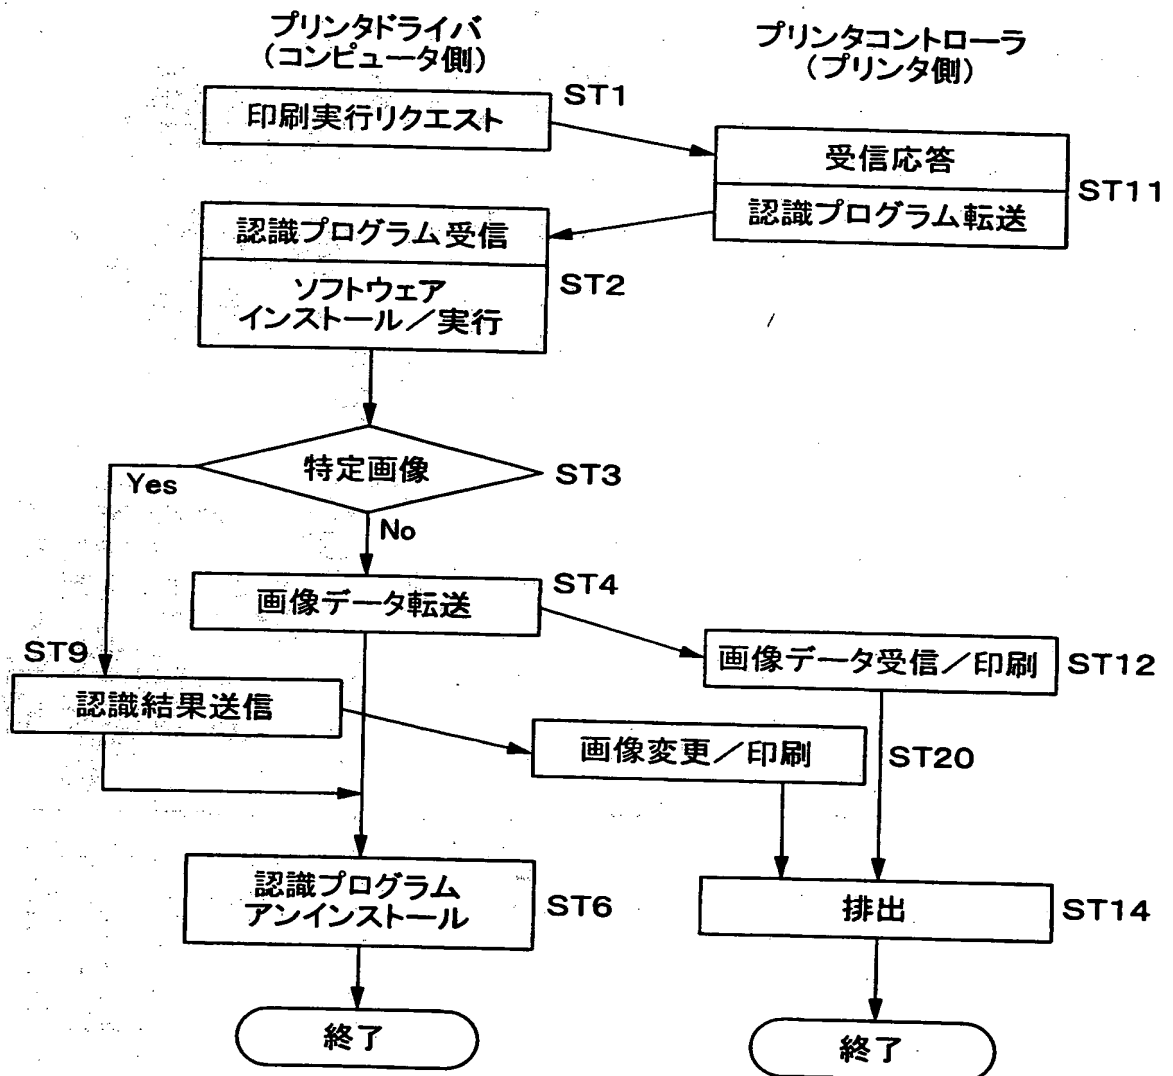 プリンタドライバ
(コンピュータ側)
プリンタコントローラ
(プリンタ側)
印刷実行リクエスト
ST1
受信応答
認識プログラム転送
ST11
認識プログラム受信
ソフトウェア
インストール/実行
ST2
特定画像
ST3
Yes
No
画像データ転送
ST4
画像データ受信/印刷
ST12
ST9
認識結果送信
画像変更/印刷
ST20
認識プログラム
アンインストール
ST6
排出
ST14
終了
終了